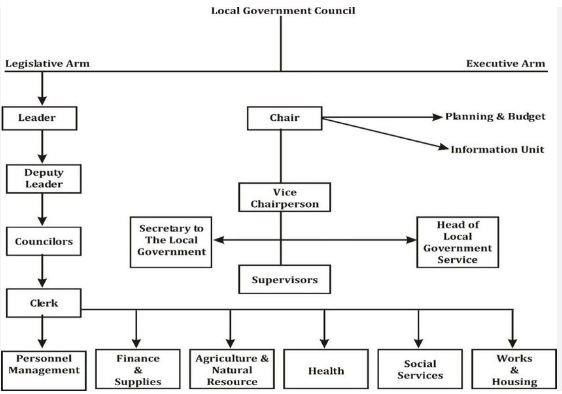 Local Government Council
Legislative Arm
Executive Arm
Leader
Chair
Planning & Budget
Information Unit
Deputy
Leader
Vice
Chairperson
Secretary to
The Local
Government
Head of
Local
Government
Service
Councilors
Supervisors
Clerk
Personnel
Management
Finance
&
Supplies
Agriculture &
Natural
Resource
Health
Social
Services
Works
&
Housing